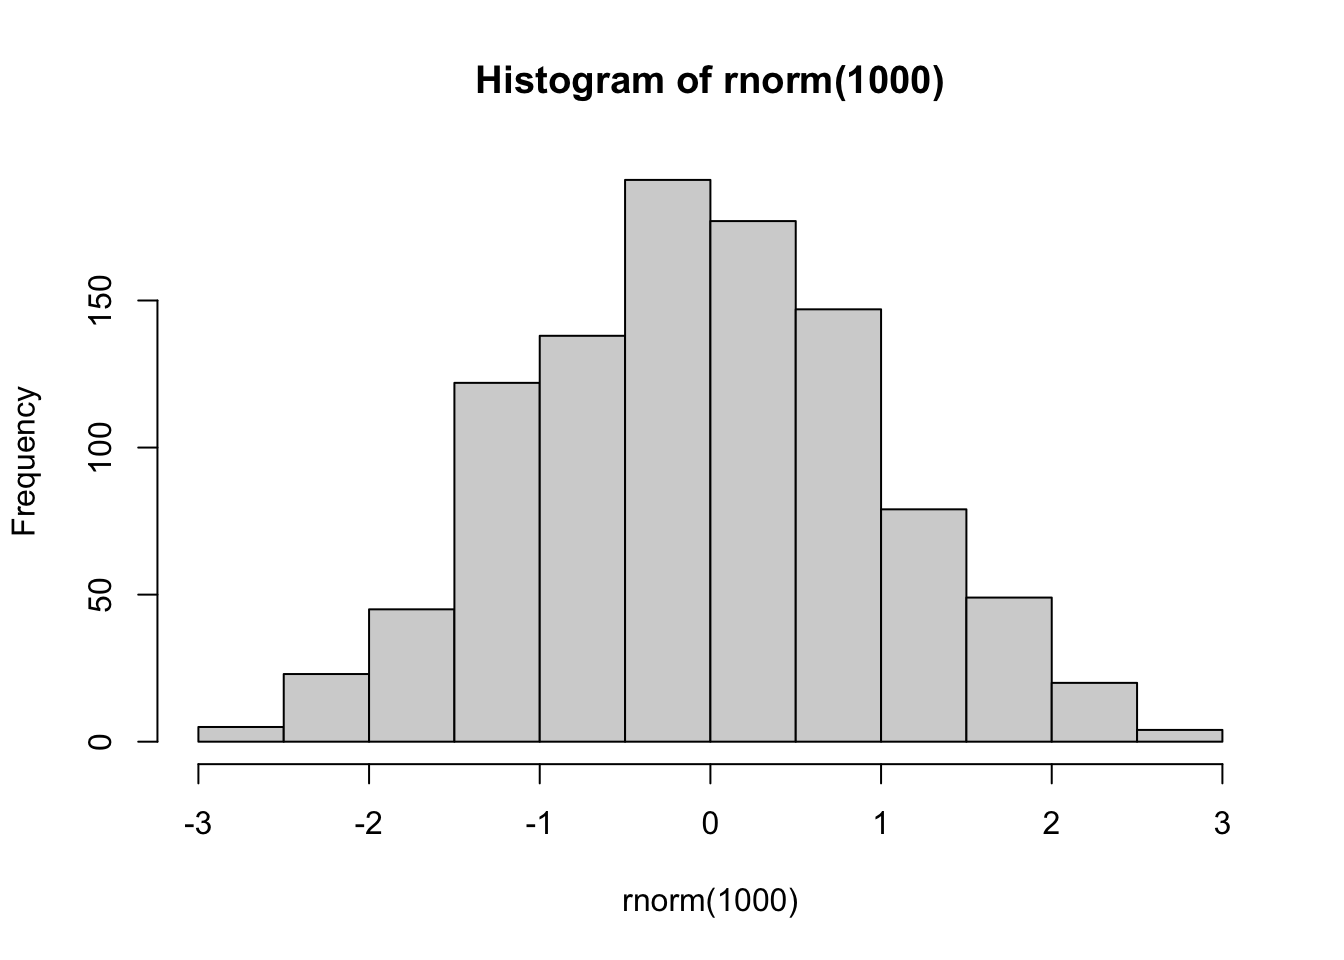 Histogram of rnorm(1000)
Frequency
150
100
50
0
-3 -2 -1 0 1 2 3
rnorm(1000)